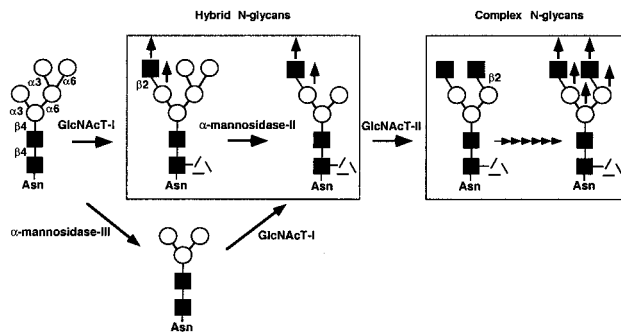 Hybrid N-glycans
Complex N-glycans
α3
α6
α3
α6
β4
β4
Asn
GlcNAcT-I
β2
Asn
α-mannosidase-II
Asn
GlcNAcT-II
β2
Asn
Asn
α-mannosidase-III
GlcNAcT-I
Asn